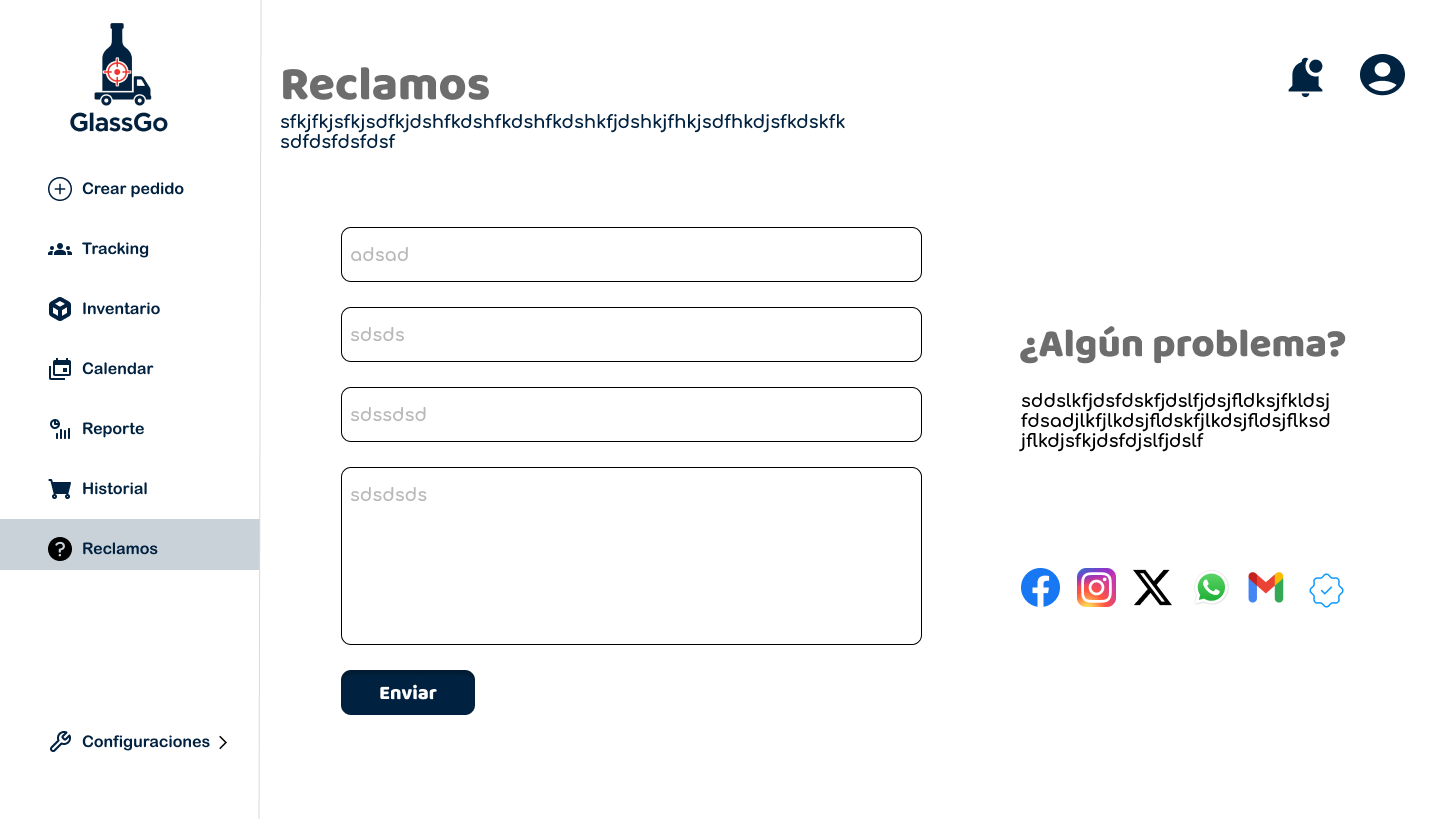 GlassGo
Crear pedido
Tracking
Inventario
Calendar
Reporte
Historial
Reclamos
Configuraciones
Reclamos
sfkjfkjsfkjsdfkjdshfkdshfkdshfkdshkfjdshkjfhkjsdfhkdjsfkdskfk
sdfdsfdsfdsf
adsad
sdsds
sdssdsd
sdsdsds
Enviar
¿Algún problema?
sddslkfjdsfdskfjdslfjdsjfldksjfkldsj
fdsadjlkfjlkdsjfldskfjlkdsjfldsjflksd
jflkdjsfkjdsfdjslfjdslf